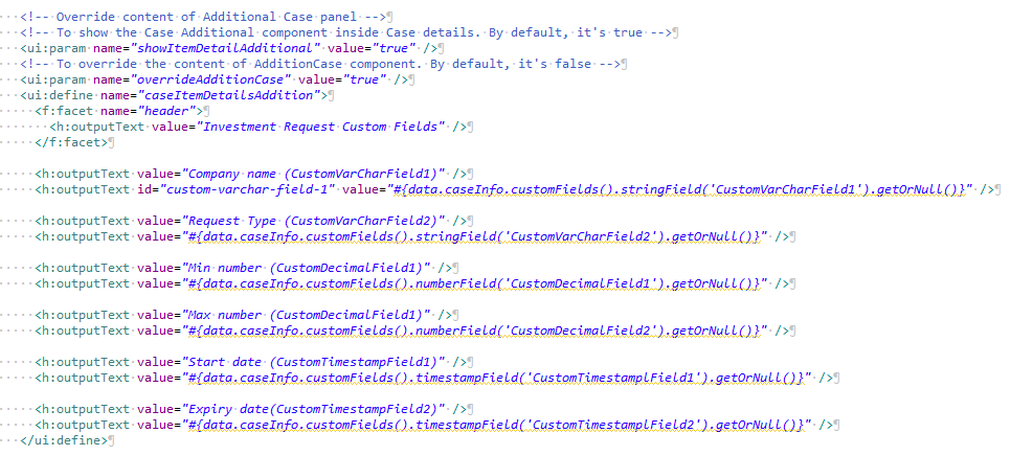 <!-- Override content of Additional Case panel -->
<!-- To show the Case Additional component inside Case details. By default, it's true -->
<ui:param name="showItemDetailAdditional" value="true" />
<!-- To override the content of AdditionCase component. By default, it's false -->
<ui:param name="overrideAdditionCase" value="true" />
<ui:define name="caseItemDetailsAddition">
  <f:facet name="header">
    <h:outputText value="Investment Request Custom Fields" />
  </f:facet>

  <h:outputText value="Company name (CustomVarCharField1)" />
  <h:outputText id="custom-varchar-field-1" value="#{data.caseInfo.customFields().stringField('CustomVarCharField1').getOrNull()}" />

  <h:outputText value="Request Type (CustomVarCharField2)" />
  <h:outputText value="#{data.caseInfo.customFields().stringField('CustomVarCharField2').getOrNull()}" />

  <h:outputText value="Min number (CustomDecimalField1)" />
  <h:outputText value="#{data.caseInfo.customFields().numberField('CustomDecimalField1').getOrNull()}" />

  <h:outputText value="Max number (CustomDecimalField1)" />
  <h:outputText value="#{data.caseInfo.customFields().numberField('CustomDecimalField2').getOrNull()}" />

  <h:outputText value="Start date (CustomTimestampField1)" />
  <h:outputText value="#{data.caseInfo.customFields().timestampField('CustomTimestamplField1').getOrNull()}" />

  <h:outputText value="Expiry date(CustomTimestampField2)" />
  <h:outputText value="#{data.caseInfo.customFields().timestampField('CustomTimestamplField2').getOrNull()}" />
</ui:define>